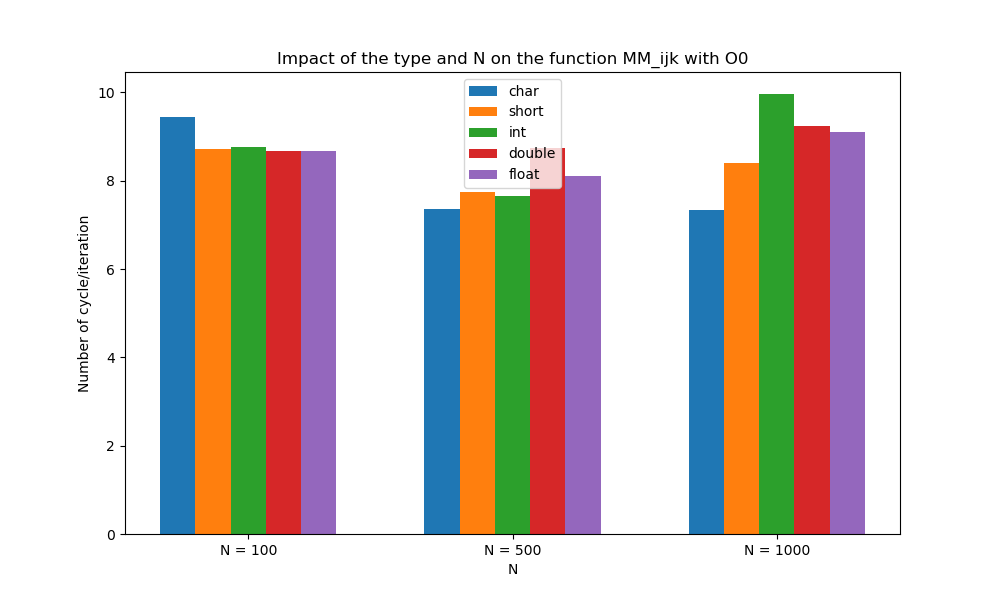 Impact of the type and N on the function MM_ijk with O0
char
short
int
double
float
Number of cycle/iteration
10
8
6
4
2
0
N = 100
N = 500
N = 1000
N